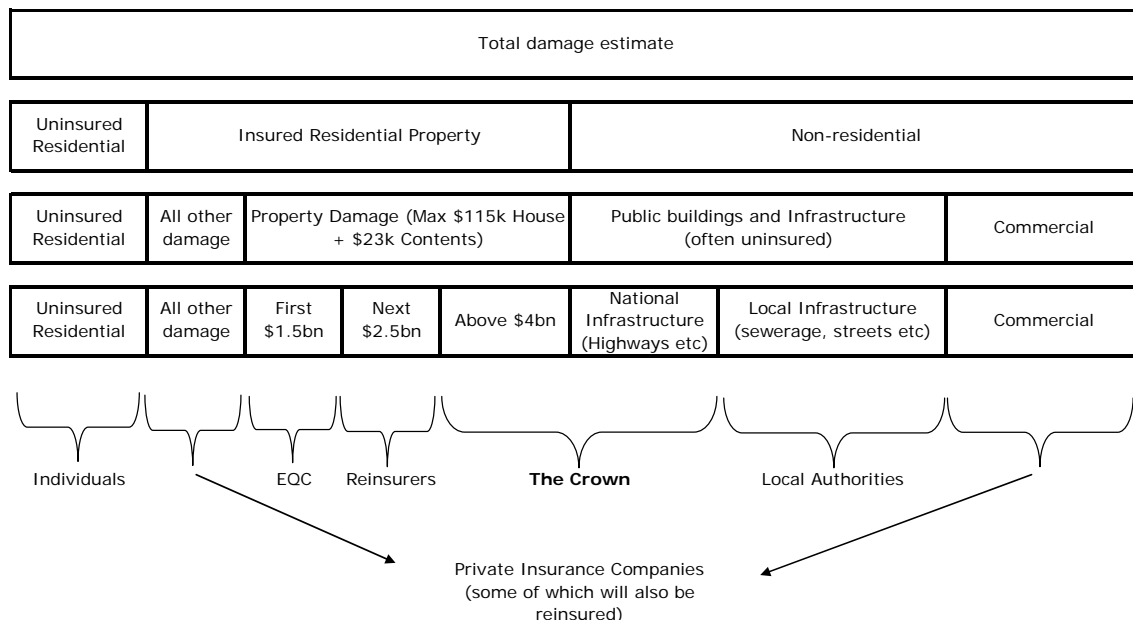 Total damage estimate
Uninsured
Residential
Insured Residential Property
Non-residential
Uninsured
Residential
All other
damage
Property Damage (Max $115k House
+ $23k Contents)
Public buildings and Infrastructure
(often uninsured)
Commercial
Uninsured
Residential
All other
damage
First
$1.5bn
Next
$2.5bn
Above $4bn
National
Infrastructure
(Highways etc)
Local Infrastructure
(sewerage, streets etc)
Commercial
Individuals
EQC
Reinsurers
The Crown
Local Authorities
Private Insurance Companies
(some of which will also be
reinsured)